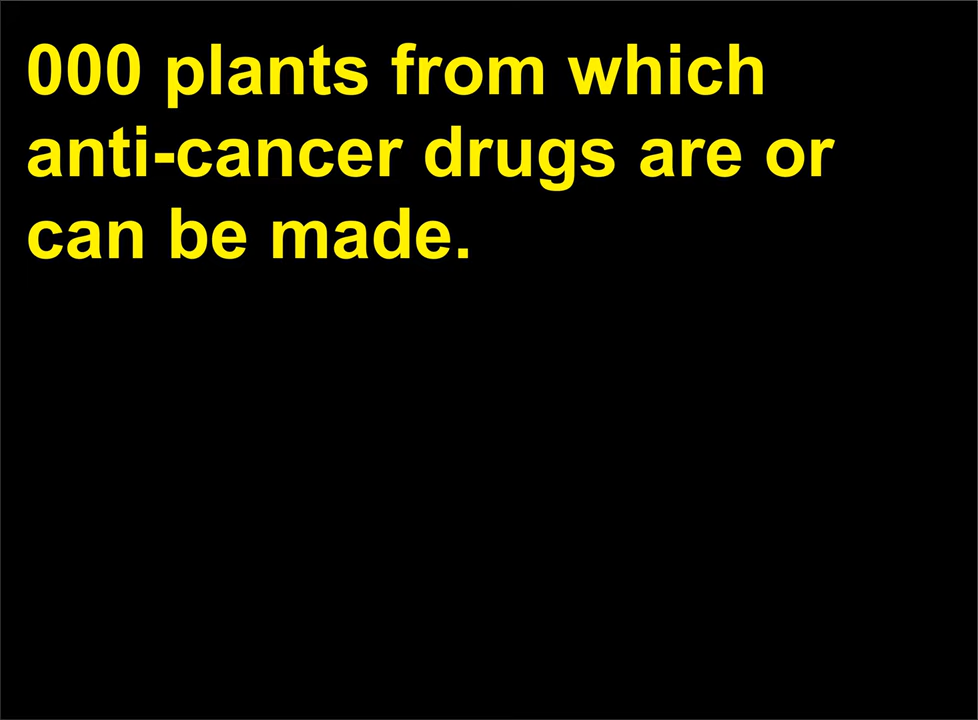 000 plants from which
anti-cancer drugs are or
can be made.